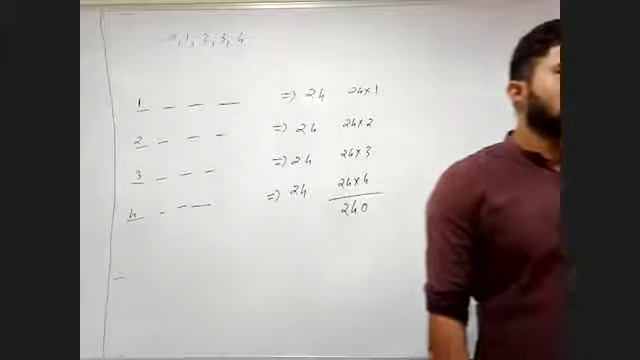 0, 1, 2, 3, 4
1 _ _ _ _ => 24 24×1
2 _ _ _ => 24 24×2
3 _ _ _ => 24 24×3
4 _ _ _ => 24 24×4
240